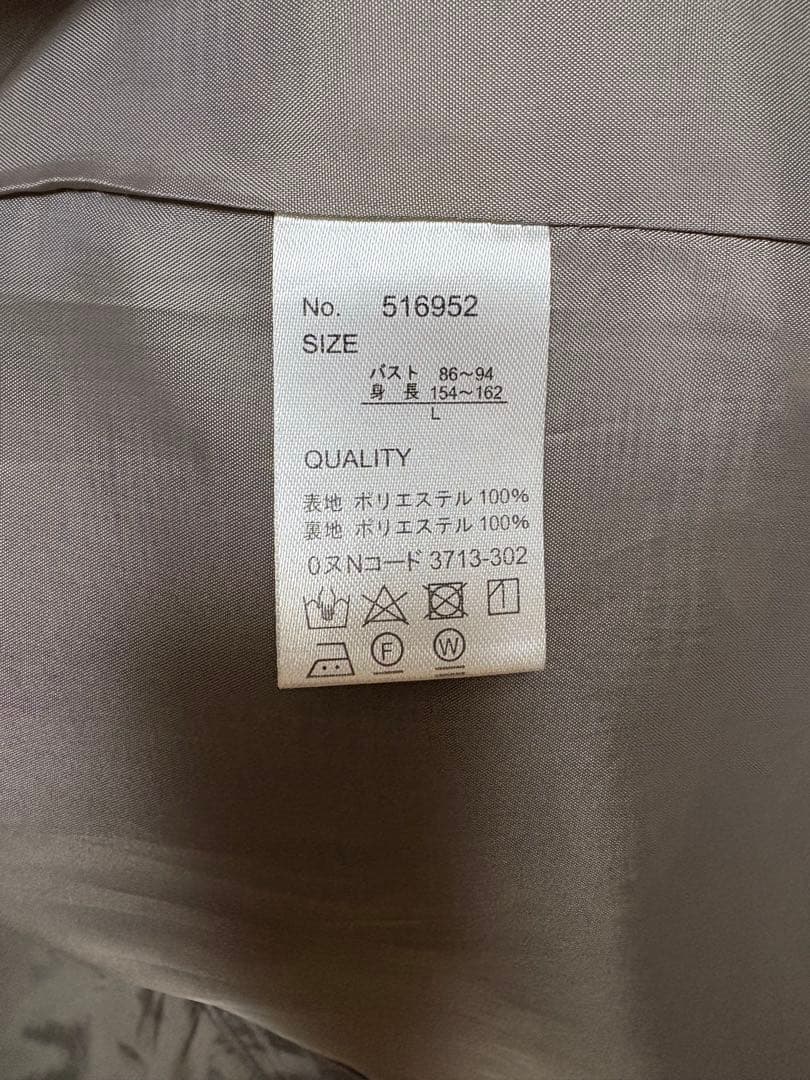 No. 516952
SIZE
バスト 86～94
身長 154～162
L
QUALITY
表地 ポリエステル 100%
裏地 ポリエステル 100%
0ヌNコード 3713-302
F W